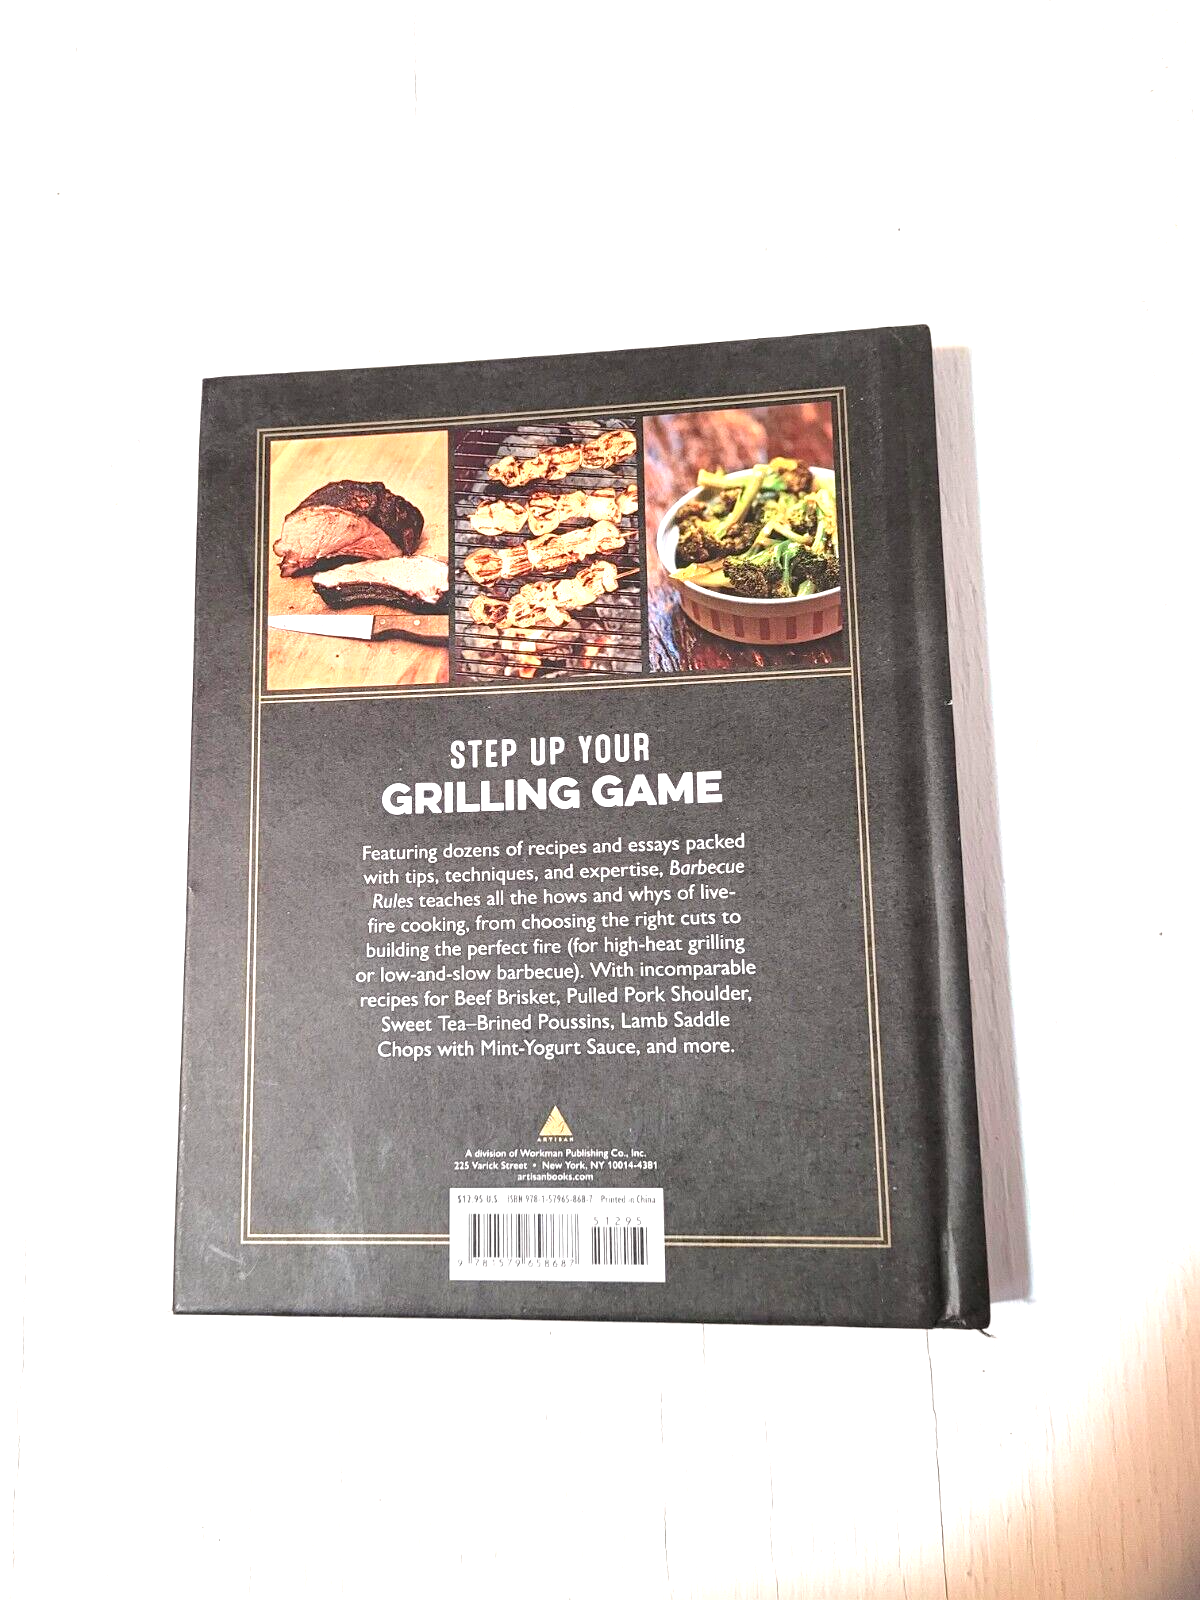 STEP UP YOUR
GRILLING GAME
Featuring dozens of recipes and essays packed
with tips, techniques, and expertise, Barbecue
Rules teaches all the hows and whys of live-
fire cooking, from choosing the right cuts to
building the perfect fire (for high-heat grilling
or low-and-slow barbecue). With incomparable
recipes for Beef Brisket, Pulled Pork Shoulder,
Sweet Tea–Brined Poussins, Lamb Saddle
Chops with Mint-Yogurt Sauce, and more.
ARTISAN
A division of Workman Publishing Co., Inc.
225 Varick Street • New York, NY 10014-4381
artisanbooks.com
$12.95 U.S. ISBN 978-1-57965-868-7 Printed in China
51295
9 781579 658687